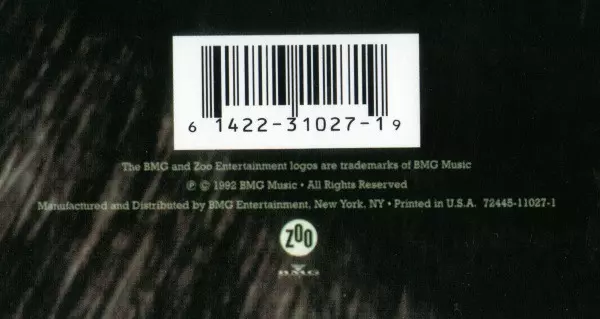 6 1422-31027-1 9
The BMG and Zoo Entertainment logos are trademarks of BMG Music
℗ © 1992 BMG Music • All Rights Reserved
Manufactured and Distributed by BMG Entertainment, New York, NY • Printed in U.S.A. 72445-11027-1
ZOO
BMG